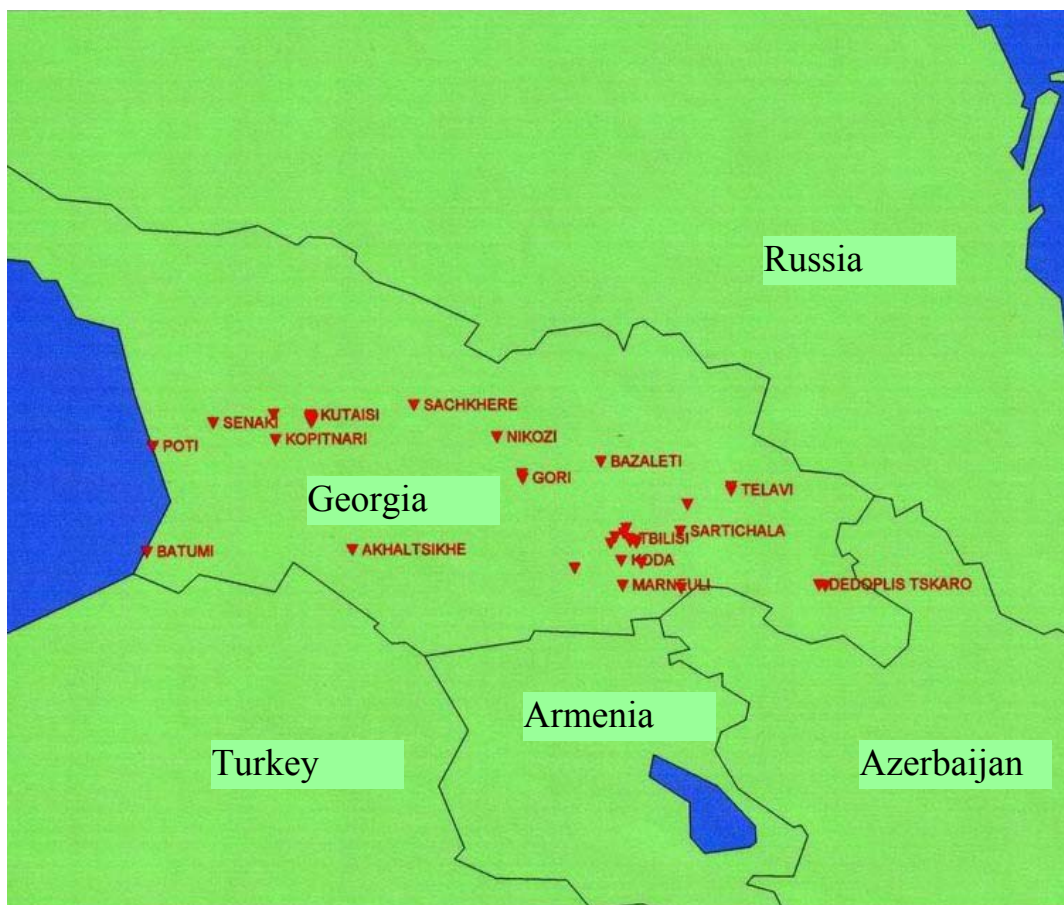 Russia
SACHKHERE
KUTAISI
SENAKI
NIKOZI
KOPITNARI
POTI
BAZALETI
GORI
TELAVI
Georgia
SARTICHALA
TBILISI
AKHALTSIKHE
BATUMI
KODA
MARNEULI
DEDOPLIS TSKARO
Armenia
Turkey
Azerbaijan